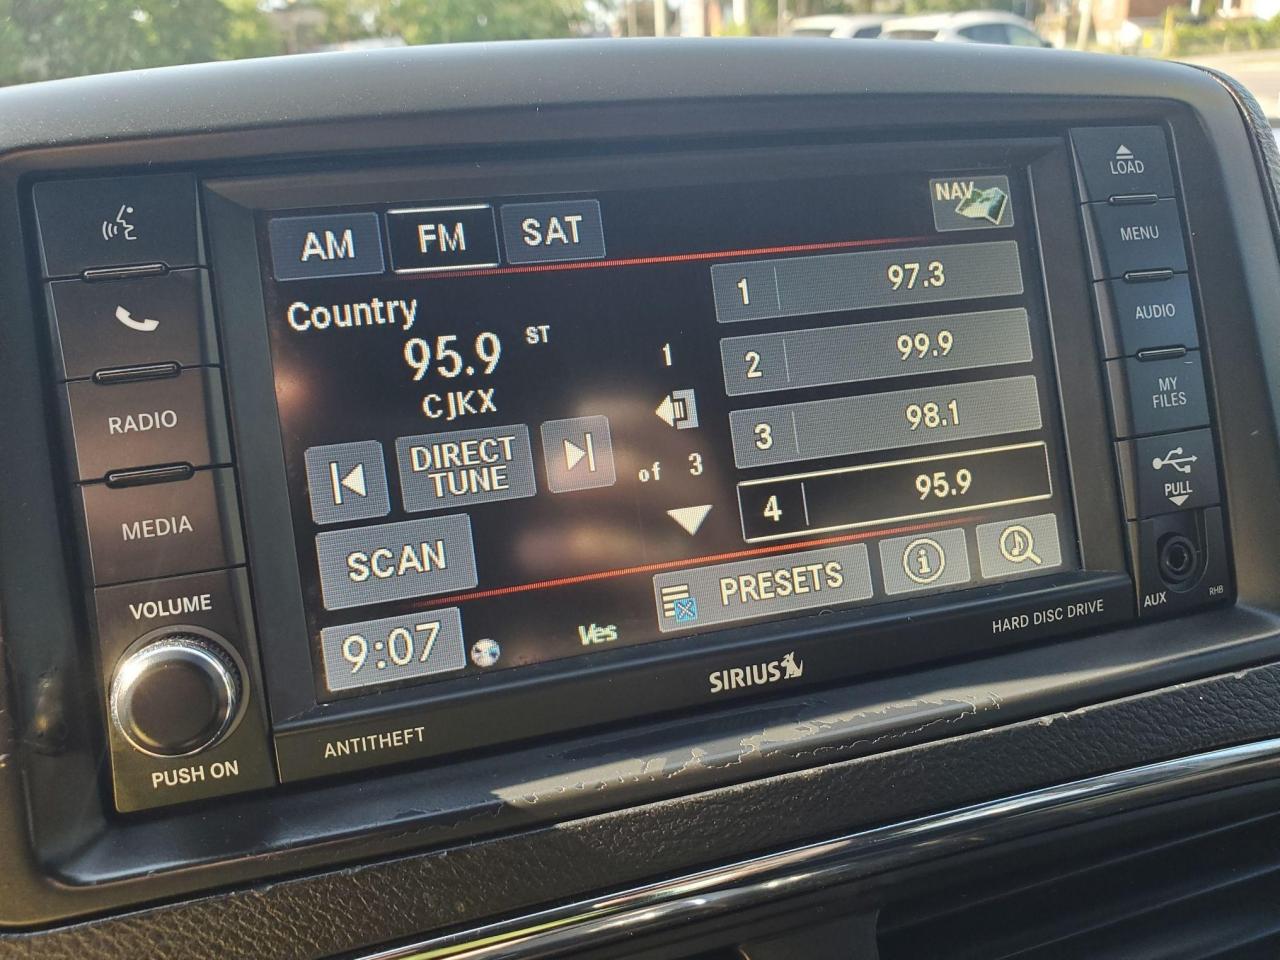 AM FM SAT
NAV
Country
95.9 ST
CJKX
DIRECT
TUNE
SCAN
9:07
1
of 3
1 97.3
2 99.9
3 98.1
4 95.9
PRESETS
i
Ves
RADIO
MEDIA
VOLUME
PUSH ON
ANTITHEFT
SIRIUS
HARD DISC DRIVE
LOAD
MENU
AUDIO
MY
FILES
PULL
AUX
RHB